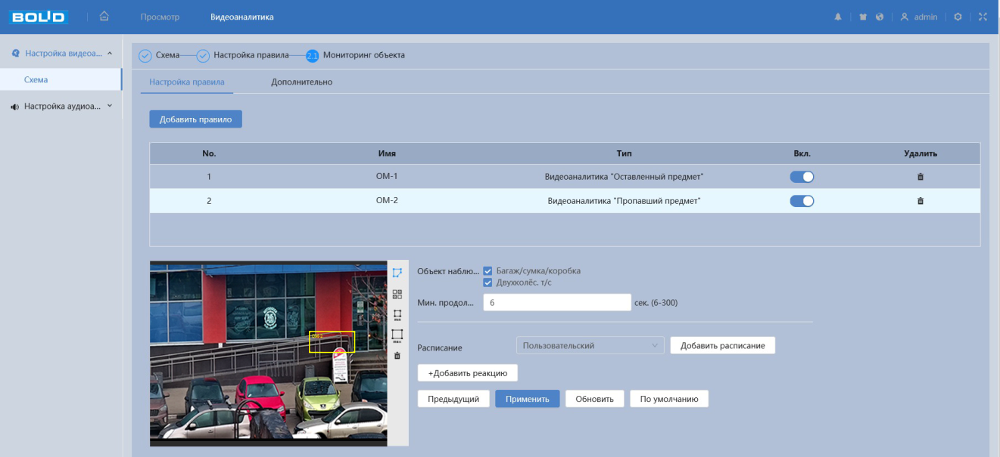 BOLID
Просмотр
Видеоаналитика
admin
Настройка видеоа...
Схема
Настройка аудиоа...
Схема
Настройка правила
2.1 Мониторинг объекта
Настройка правила
Дополнительно
Добавить правило
No. Имя Тип Вкл. Удалить
1 OM-1 Видеоаналитика "Оставленный предмет"
2 OM-2 Видеоаналитика "Пропавший предмет"
OM-2
min
max
Объект наблю... Багаж/сумка/коробка
Двухколёс. т/с
Мин. продол... 6 сек. (6-300)
Расписание Пользовательский Добавить расписание
+Добавить реакцию
Предыдущий Применить Обновить По умолчанию